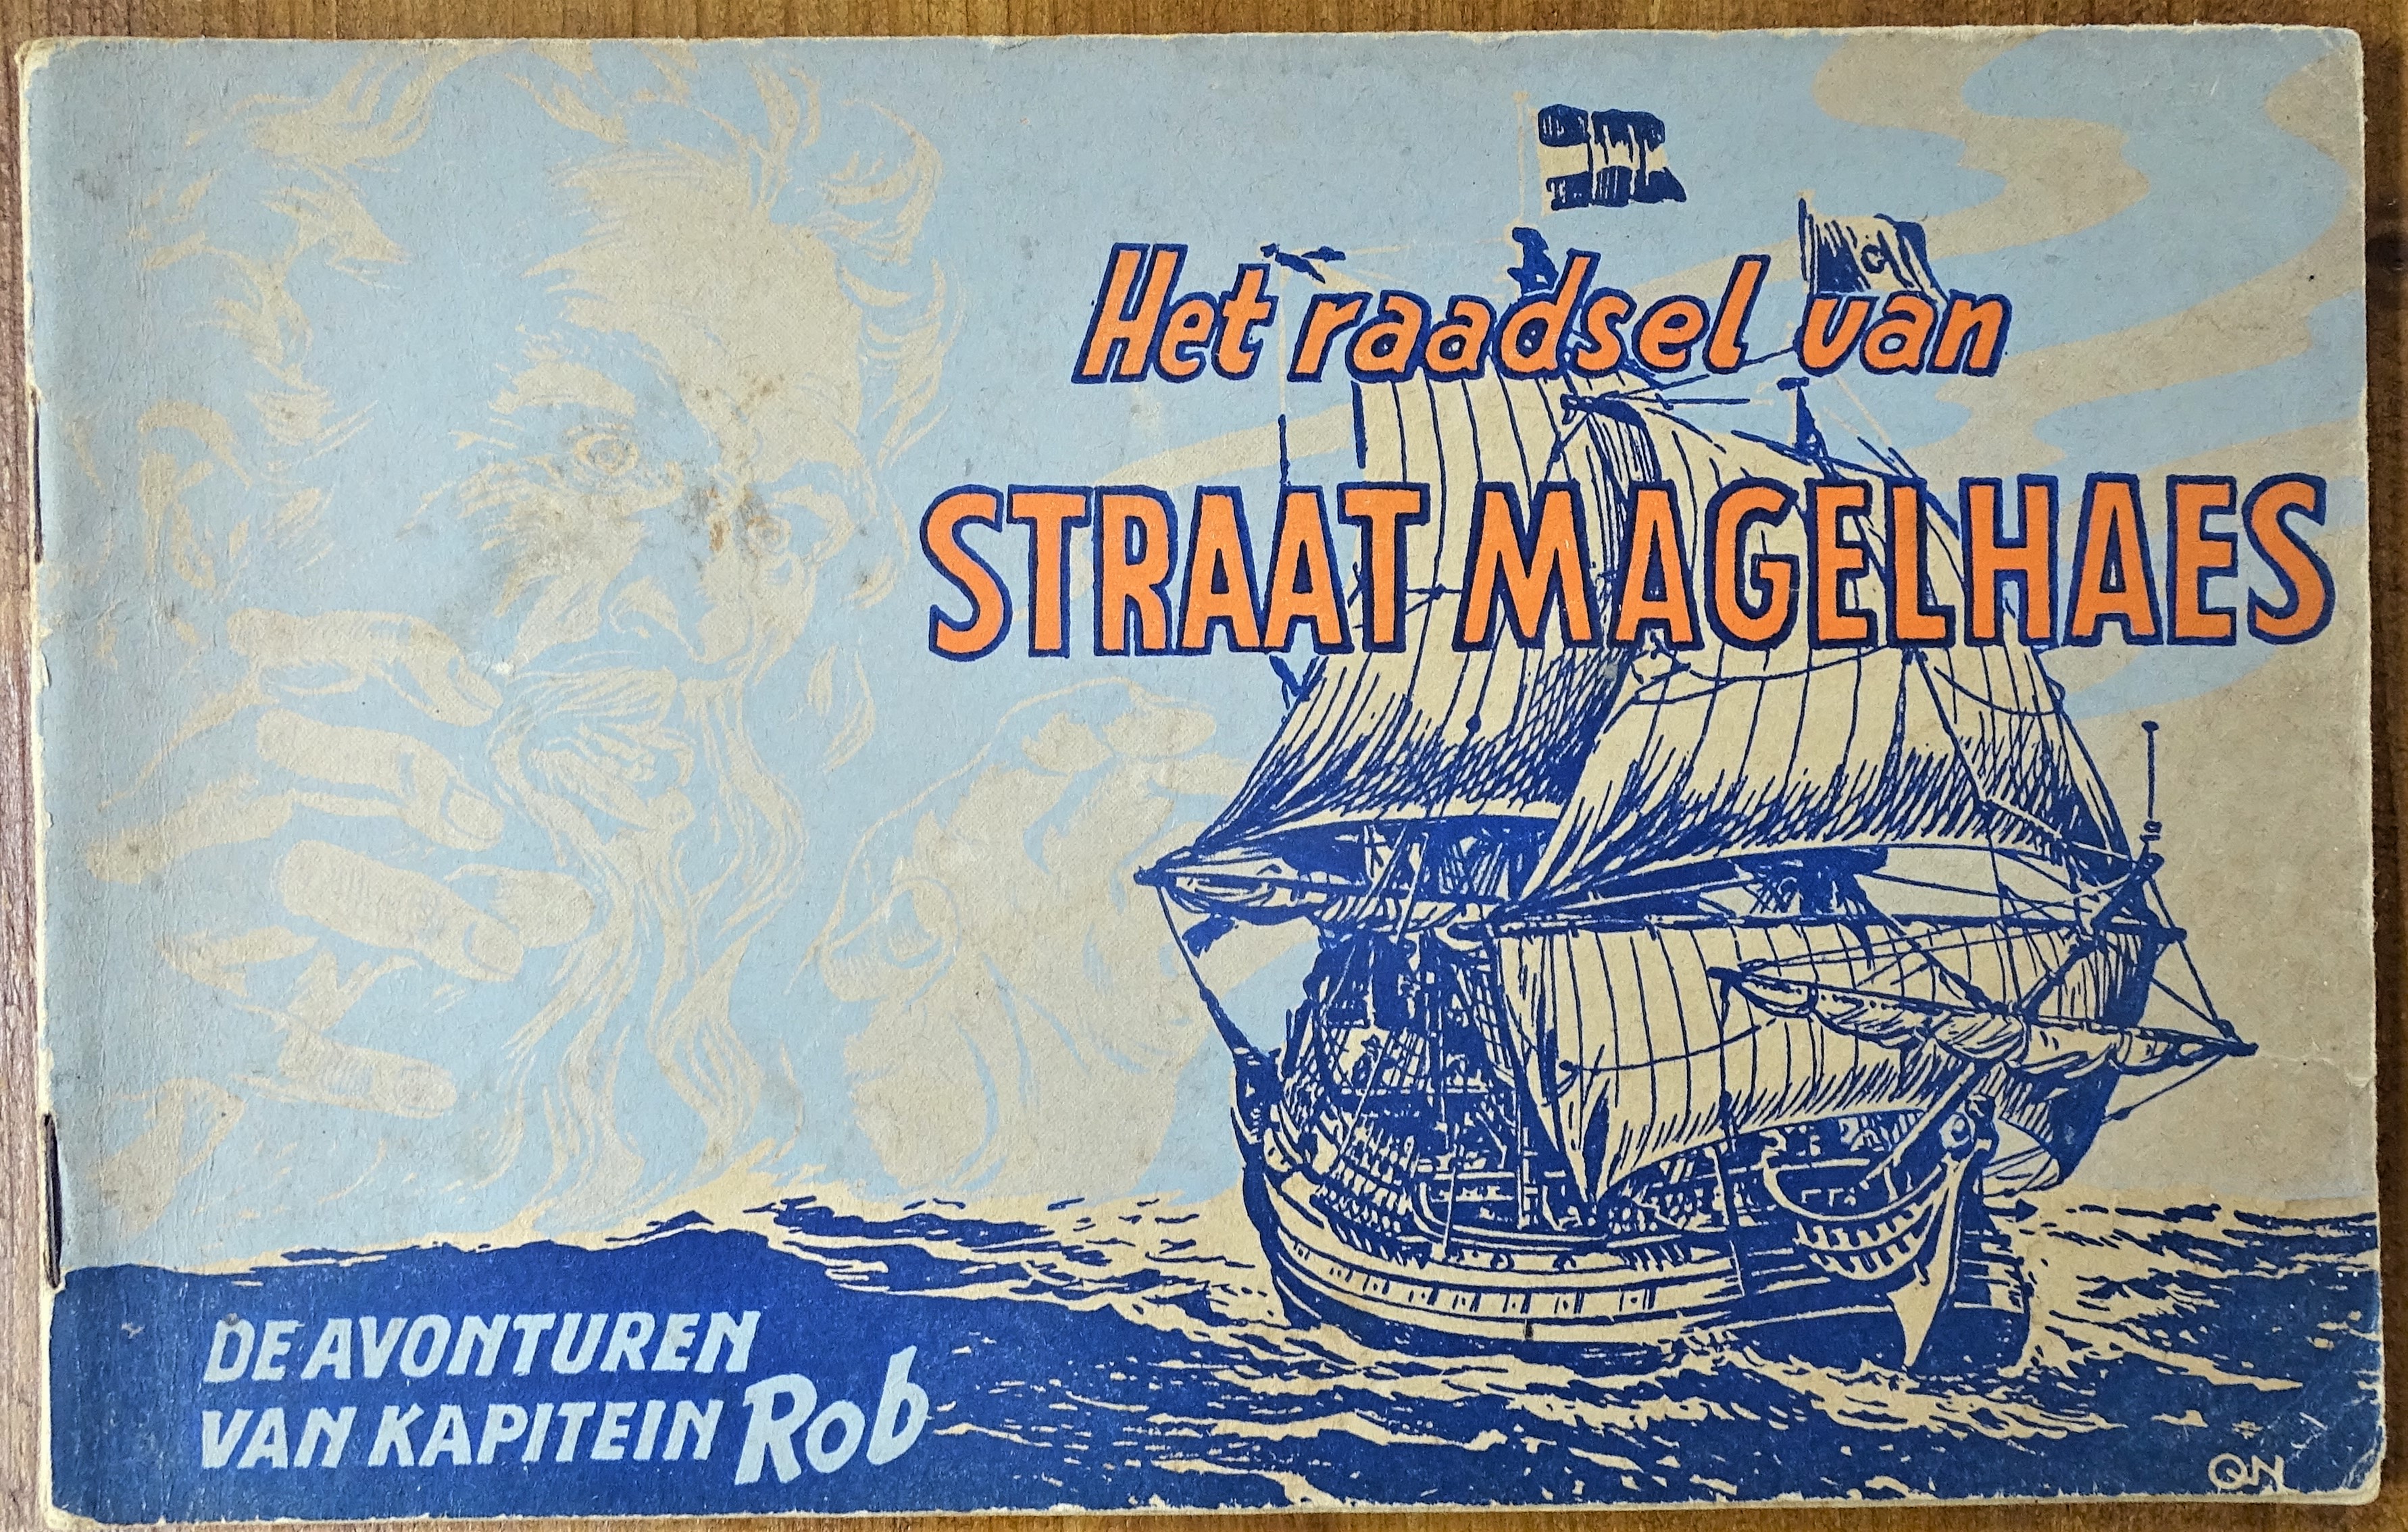 Het raadsel van
STRAAT MAGELHAES
DE AVONTUREN
VAN KAPITEIN Rob